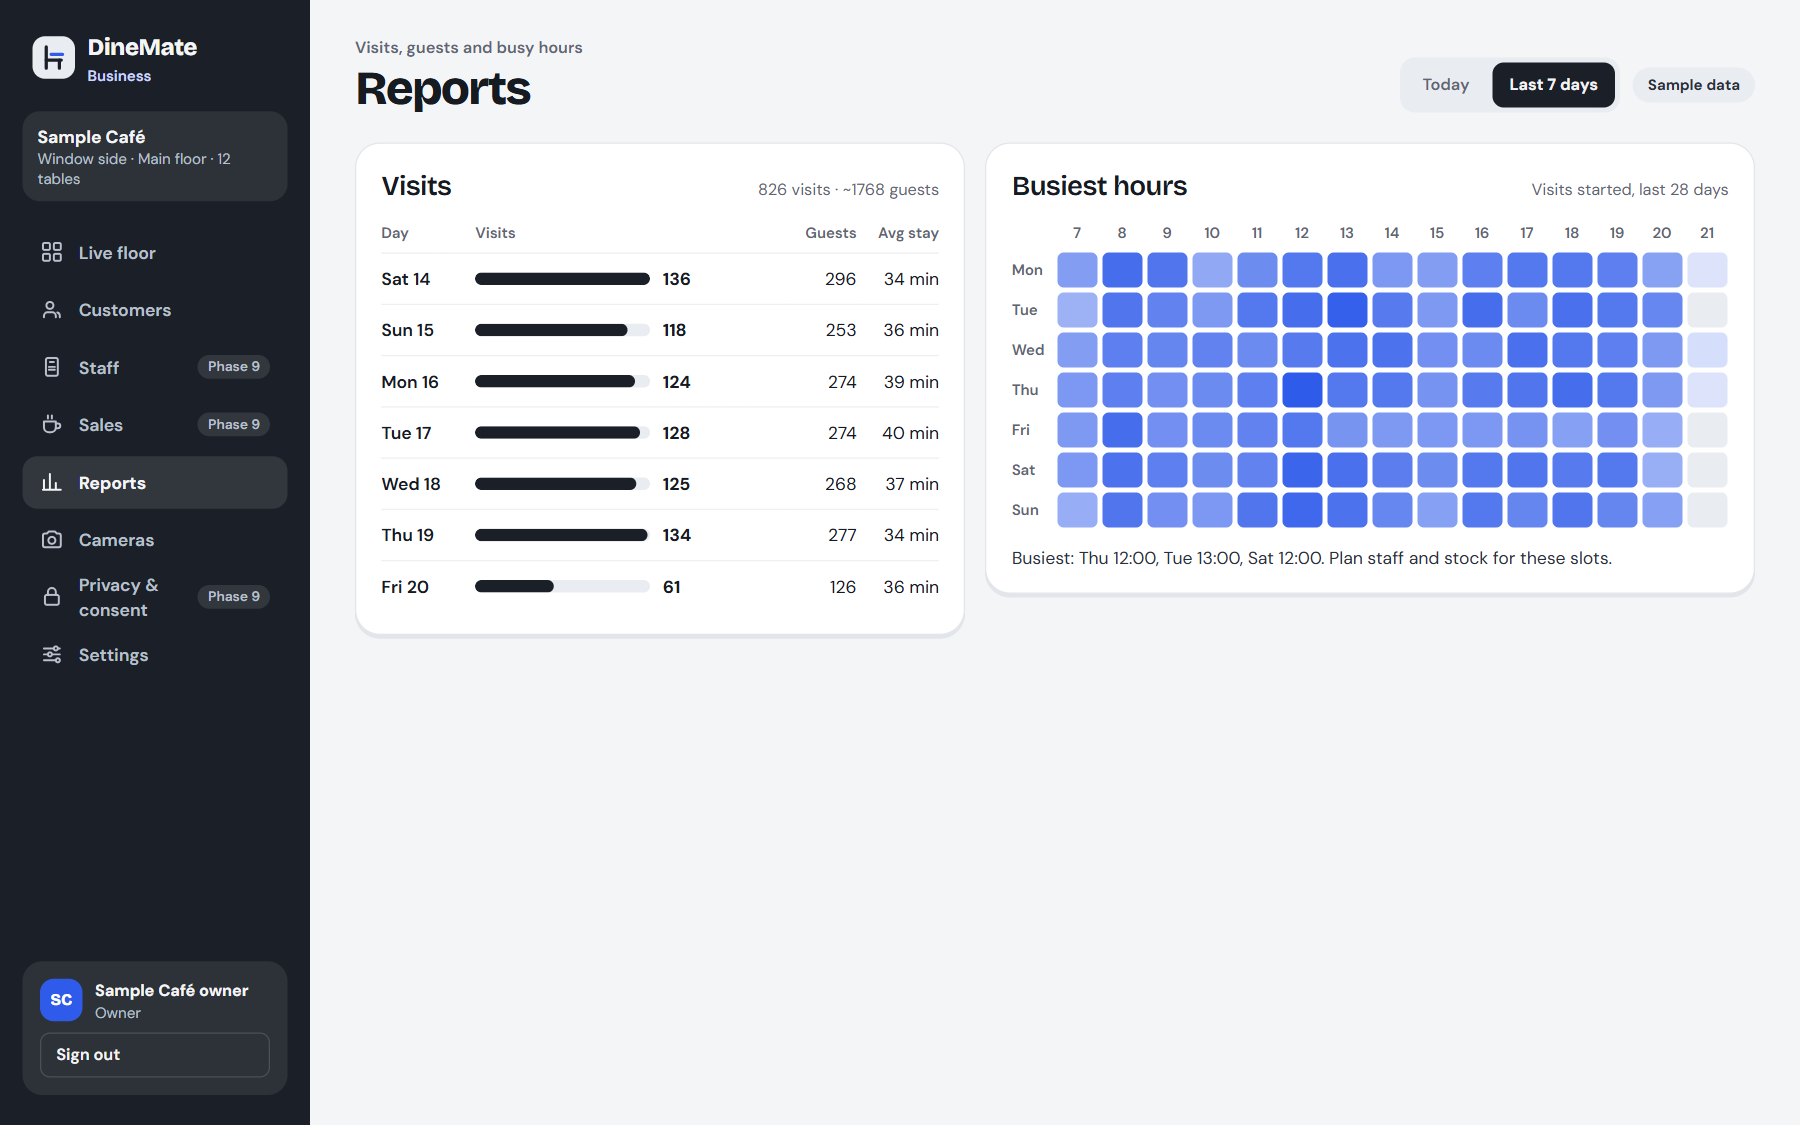 DineMate
Business
Sample Café
Window side · Main floor · 12
tables
Live floor
Customers
Staff
Phase 9
Sales
Phase 9
Reports
Cameras
Privacy &
consent
Phase 9
Settings
SC
Sample Café owner
Owner
Sign out
Visits, guests and busy hours
Reports
Today
Last 7 days
Sample data
Visits
826 visits · ~1768 guests
Day Visits Guests Avg stay
Sat 14 136 296 34 min
Sun 15 118 253 36 min
Mon 16 124 274 39 min
Tue 17 128 274 40 min
Wed 18 125 268 37 min
Thu 19 134 277 34 min
Fri 20 61 126 36 min
Busiest hours
Visits started, last 28 days
7 8 9 10 11 12 13 14 15 16 17 18 19 20 21
Mon
Tue
Wed
Thu
Fri
Sat
Sun
Busiest: Thu 12:00, Tue 13:00, Sat 12:00. Plan staff and stock for these slots.